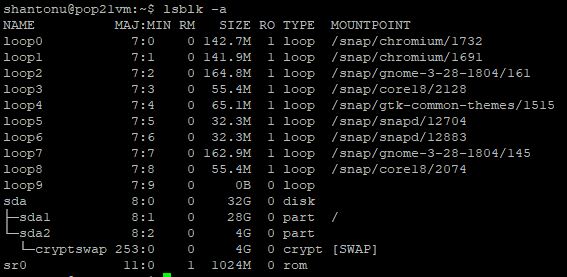 shantonu@pop21vm:~$ lsblk -a
NAME MAJ:MIN RM SIZE RO TYPE MOUNTPOINT
loop0 7:0 0 142.7M 1 loop /snap/chromium/1732
loop1 7:1 0 141.9M 1 loop /snap/chromium/1691
loop2 7:2 0 164.8M 1 loop /snap/gnome-3-28-1804/161
loop3 7:3 0 55.4M 1 loop /snap/core18/2128
loop4 7:4 0 65.1M 1 loop /snap/gtk-common-themes/1515
loop5 7:5 0 32.3M 1 loop /snap/snapd/12704
loop6 7:6 0 32.3M 1 loop /snap/snapd/12883
loop7 7:7 0 162.9M 1 loop /snap/gnome-3-28-1804/145
loop8 7:8 0 55.4M 1 loop /snap/core18/2074
loop9 7:9 0 0B 0 loop
sda 8:0 0 32G 0 disk
├─sda1 8:1 0 28G 0 part /
└─sda2 8:2 0 4G 0 part
  └─cryptswap 253:0 0 4G 0 crypt [SWAP]
sr0 11:0 1 1024M 0 rom